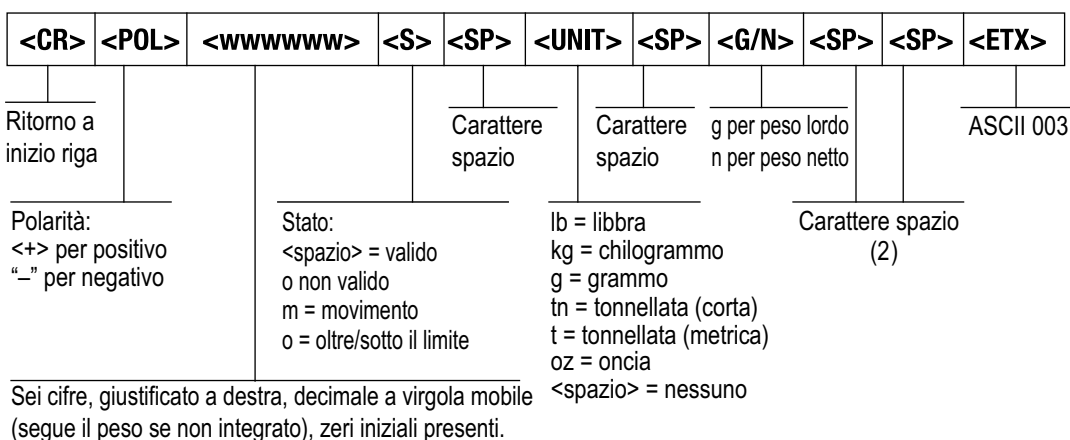 <CR> <POL> <wwwwww> <S> <SP> <UNIT> <SP> <G/N> <SP> <SP> <ETX>
Ritorno a
inizio riga
Carattere
spazio
Carattere
spazio
g per peso lordo
n per peso netto
ASCII 003
Polarità:
<+> per positivo
“–” per negativo
Stato:
<spazio> = valido
o non valido
m = movimento
o = oltre/sotto il limite
lb = libbra
kg = chilogrammo
g = grammo
tn = tonnellata (corta)
t = tonnellata (metrica)
oz = oncia
<spazio> = nessuno
Carattere spazio
(2)
Sei cifre, giustificato a destra, decimale a virgola mobile
(segue il peso se non integrato), zeri iniziali presenti.